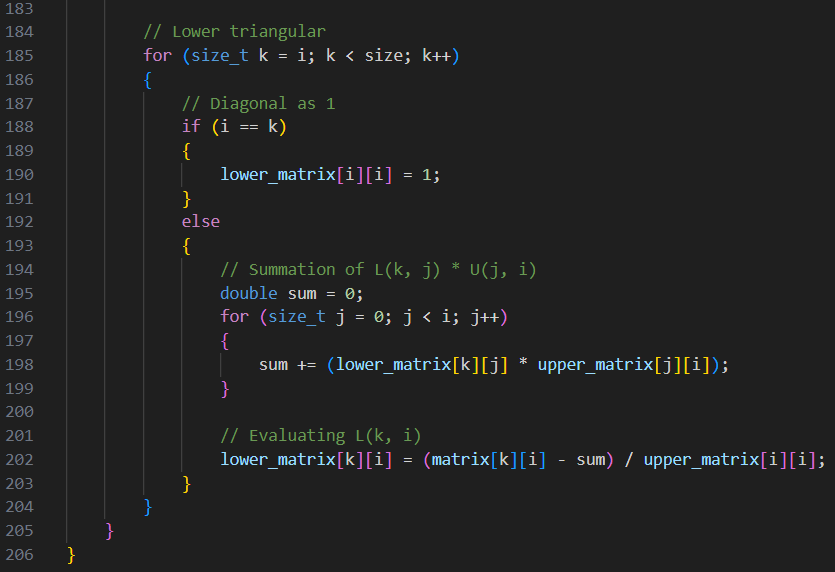 183
184 // Lower triangular
185 for (size_t k = i; k < size; k++)
186 {
187 // Diagonal as 1
188 if (i == k)
189 {
190 lower_matrix[i][i] = 1;
191 }
192 else
193 {
194 // Summation of L(k, j) * U(j, i)
195 double sum = 0;
196 for (size_t j = 0; j < i; j++)
197 {
198 sum += (lower_matrix[k][j] * upper_matrix[j][i]);
199 }
200
201 // Evaluating L(k, i)
202 lower_matrix[k][i] = (matrix[k][i] - sum) / upper_matrix[i][i];
203 }
204 }
205 }
206 }